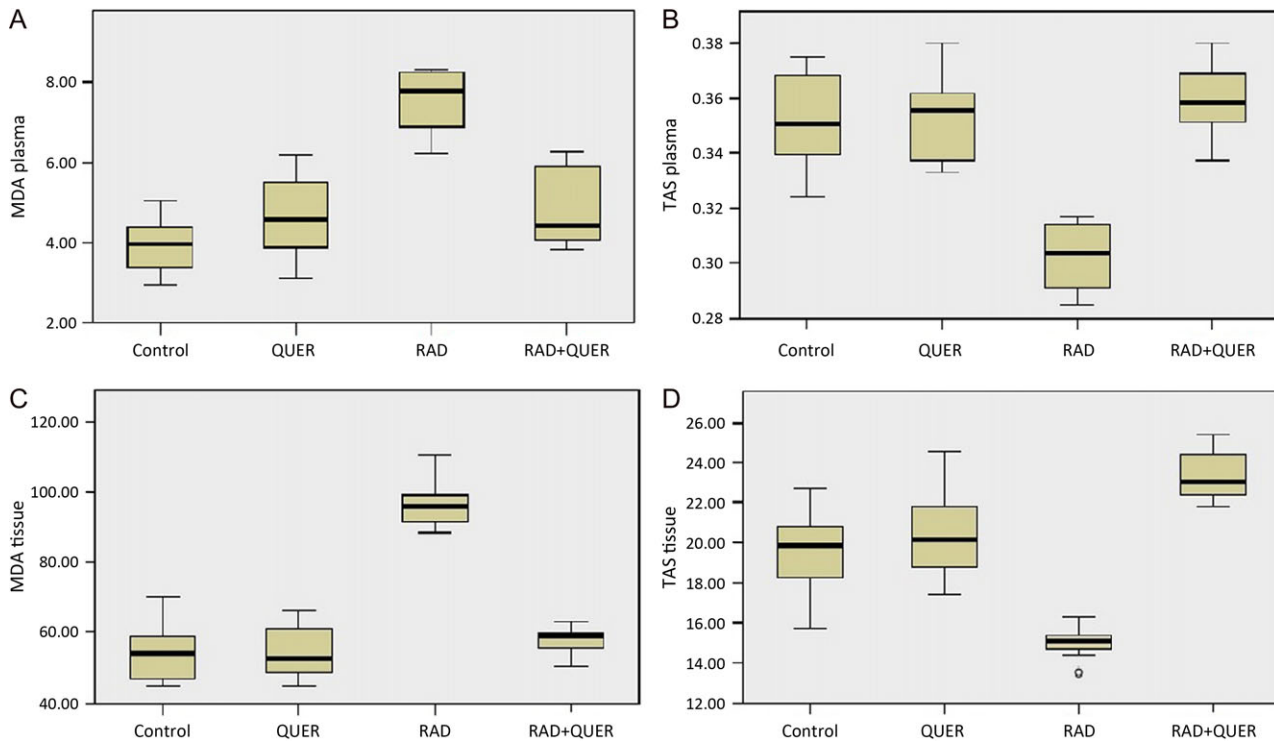 A
MDA plasma
8.00
6.00
4.00
2.00
Control QUER RAD RAD+QUER
B
TAS plasma
0.38
0.36
0.34
0.32
0.30
0.28
Control QUER RAD RAD+QUER
C
MDA tissue
120.00
100.00
80.00
60.00
40.00
Control QUER RAD RAD+QUER
D
TAS tissue
26.00
24.00
22.00
20.00
18.00
16.00
14.00
12.00
Control QUER RAD RAD+QUER